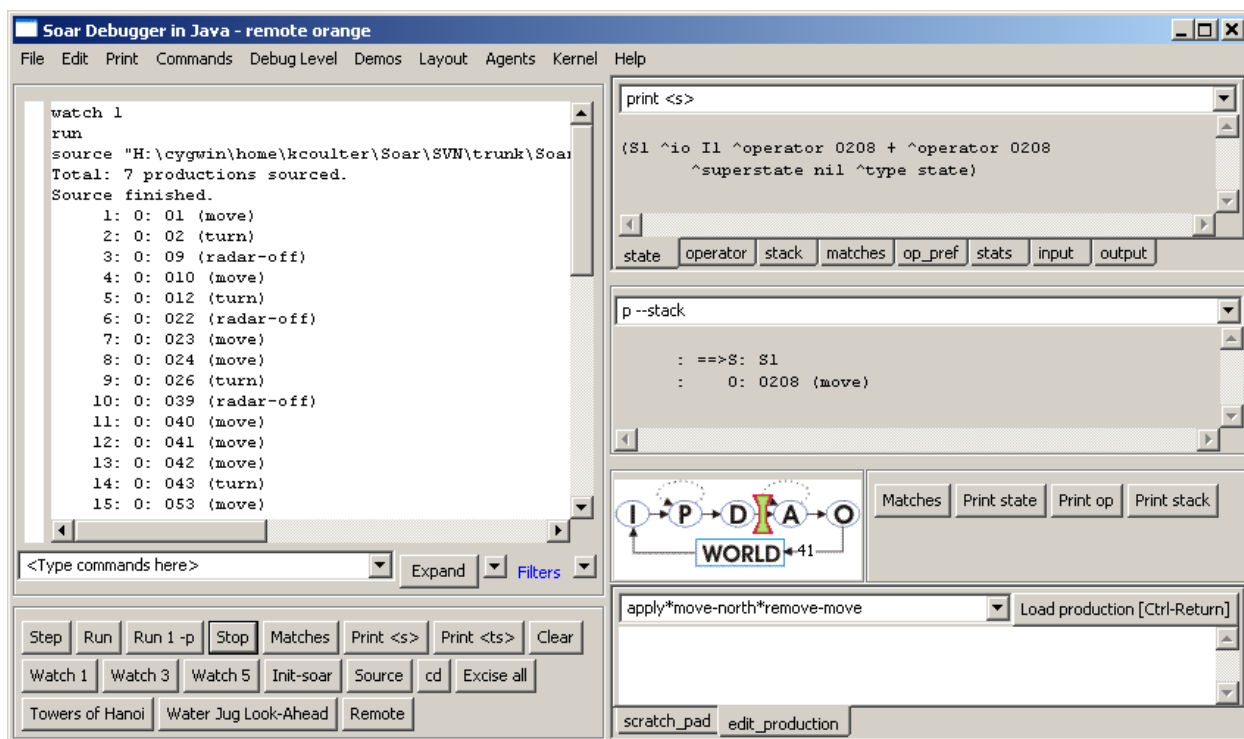 Soar Debugger in Java - remote orange
File Edit Print Commands Debug Level Demos Layout Agents Kernel Help
watch 1
run
source "H:\cygwin\home\kcoulter\Soar\SVN\trunk\Soar
Total: 7 productions sourced.
Source finished.
1: O: O1 (move)
2: O: O2 (turn)
3: O: O9 (radar-off)
4: O: O10 (move)
5: O: O12 (turn)
6: O: O22 (radar-off)
7: O: O23 (move)
8: O: O24 (move)
9: O: O26 (turn)
10: O: O39 (radar-off)
11: O: O40 (move)
12: O: O41 (move)
13: O: O42 (move)
14: O: O43 (turn)
15: O: O53 (move)
<Type commands here>
Expand
Filters
Step Run Run 1 -p Stop Matches Print <s> Print <ts> Clear
Watch 1 Watch 3 Watch 5 Init-soar Source cd Excise all
Towers of Hanoi Water Jug Look-Ahead Remote
print <s>
(S1 ^io I1 ^operator O208 + ^operator O208
^superstate nil ^type state)
state operator stack matches op_pref stats input output
p --stack
: ==>S: S1
: O: O208 (move)
I P D A O
WORLD 41
Matches Print state Print op Print stack
apply*move-north*remove-move
Load production [Ctrl-Return]
scratch_pad edit_production